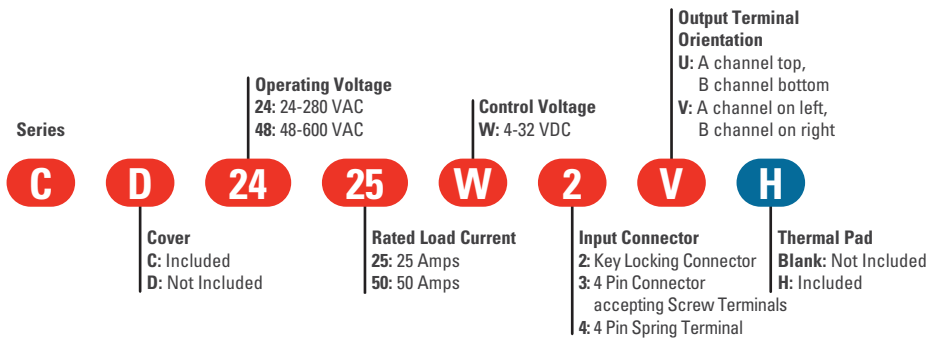 Output Terminal
Orientation
U: A channel top,
B channel bottom
V: A channel on left,
B channel on right
Operating Voltage
24: 24-280 VAC
48: 48-600 VAC
Control Voltage
W: 4-32 VDC
Series
C D 24 25 W 2 V H
Cover
C: Included
D: Not Included
Rated Load Current
25: 25 Amps
50: 50 Amps
Input Connector
2: Key Locking Connector
3: 4 Pin Connector
accepting Screw Terminals
4: 4 Pin Spring Terminal
Thermal Pad
Blank: Not Included
H: Included